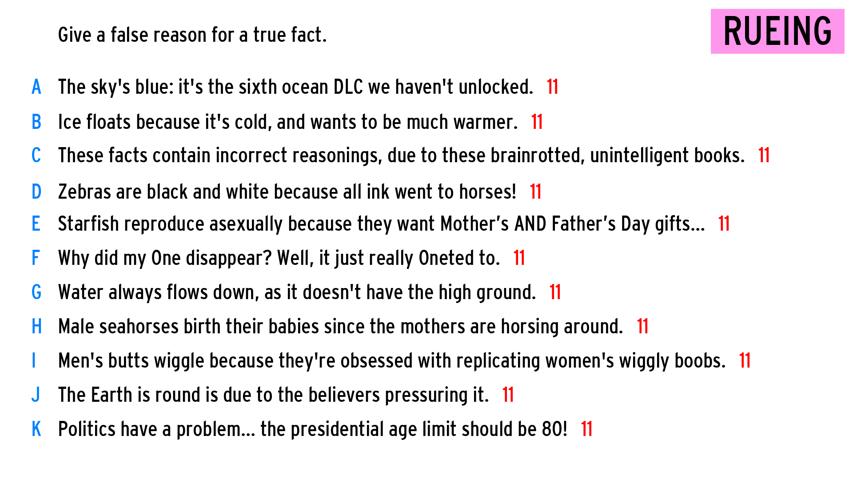 Give a false reason for a true fact.
RUEING
A The sky's blue: it's the sixth ocean DLC we haven't unlocked. 11
B Ice floats because it's cold, and wants to be much warmer. 11
C These facts contain incorrect reasonings, due to these brainrotted, unintelligent books. 11
D Zebras are black and white because all ink went to horses! 11
E Starfish reproduce asexually because they want Mother’s AND Father’s Day gifts... 11
F Why did my One disappear? Well, it just really Oneted to. 11
G Water always flows down, as it doesn't have the high ground. 11
H Male seahorses birth their babies since the mothers are horsing around. 11
I Men's butts wiggle because they're obsessed with replicating women's wiggly boobs. 11
J The Earth is round is due to the believers pressuring it. 11
K Politics have a problem... the presidential age limit should be 80! 11